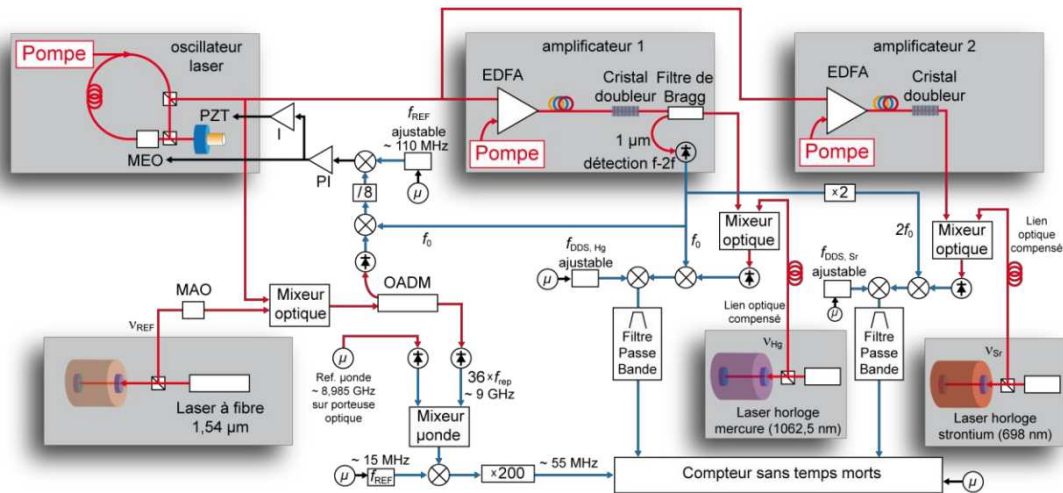 Pompe
oscillateur
laser
PZT
I
MEO
PI
f_REF
ajustable
~ 110 MHz
μ
/8
amplificateur 1
EDFA
Cristal
doubleur
Filtre de
Bragg
1 μm
Pompe
détection f-2f
amplificateur 2
EDFA
Cristal
doubleur
Pompe
×2
f₀
f₀
2f₀
Mixeur
optique
Mixeur
optique
Lien
optique
compensé
f_DDS, Hg
ajustable
μ
f_DDS, Sr
ajustable
μ
MAO
ν_REF
Mixeur
optique
OADM
Lien optique
compensé
Filtre
Passe
Bande
Filtre
Passe
Bande
Laser à fibre
1,54 μm
μ
Ref. μonde
~ 8,985 GHz
sur porteuse
optique
36 × f_rep
~ 9 GHz
Mixeur
μonde
ν_Hg
Laser horloge
mercure (1062,5 nm)
ν_Sr
Laser horloge
strontium (698 nm)
~ 15 MHz
μ
f_REF
×200
~ 55 MHz
Compteur sans temps morts
μ